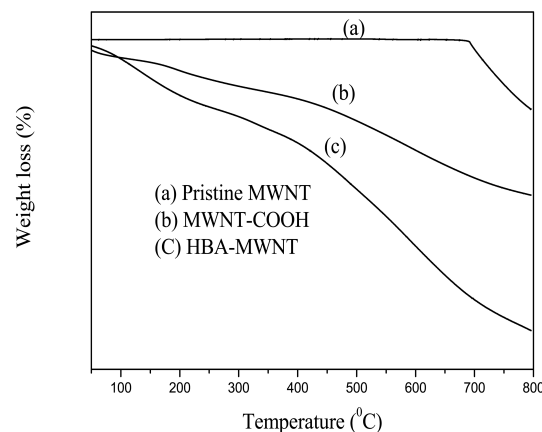 (a)
(b)
(c)
(a) Pristine MWNT
(b) MWNT-COOH
(C) HBA-MWNT
Weight loss (%)
100 200 300 400 500 600 700 800
Temperature (⁰C)